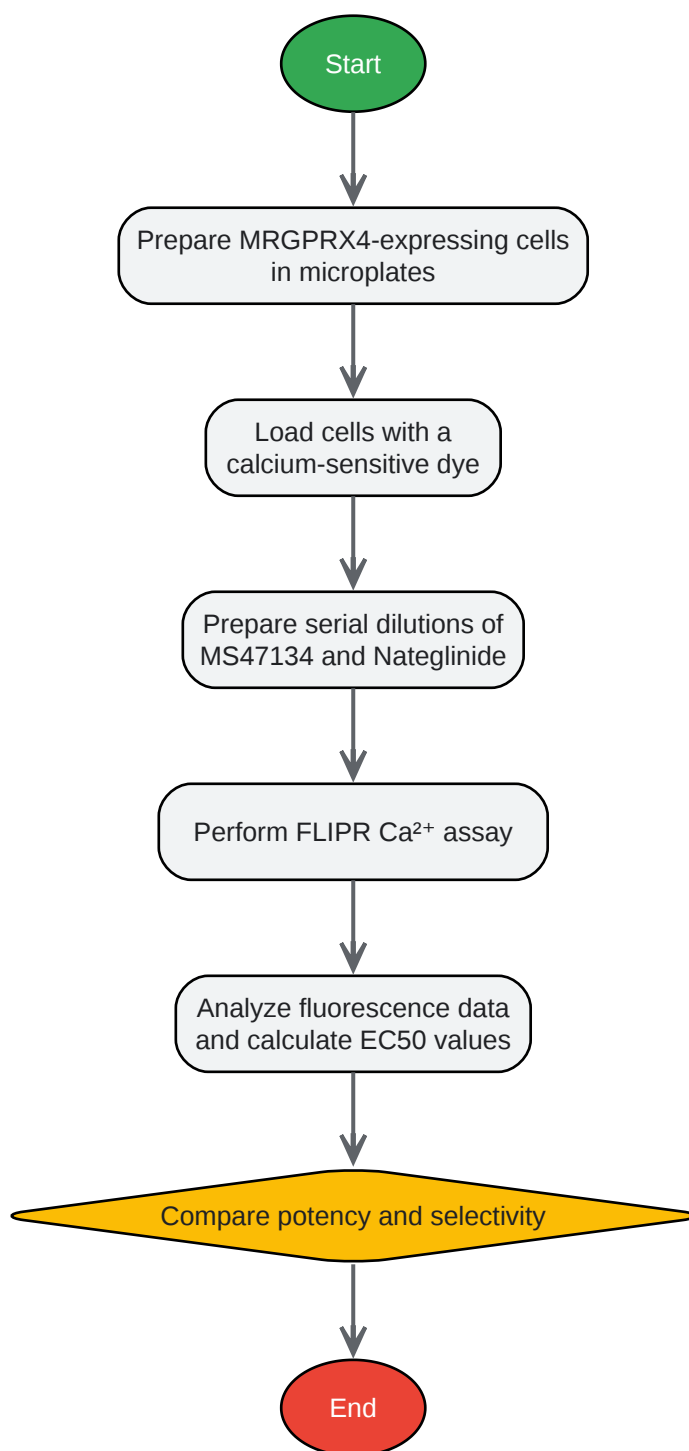 Start
Prepare MRGPRX4-expressing cells
in microplates
Load cells with a
calcium-sensitive dye
Prepare serial dilutions of
MS47134 and Nateglinide
Perform FLIPR Ca²⁺ assay
Analyze fluorescence data
and calculate EC50 values
Compare potency and selectivity
End